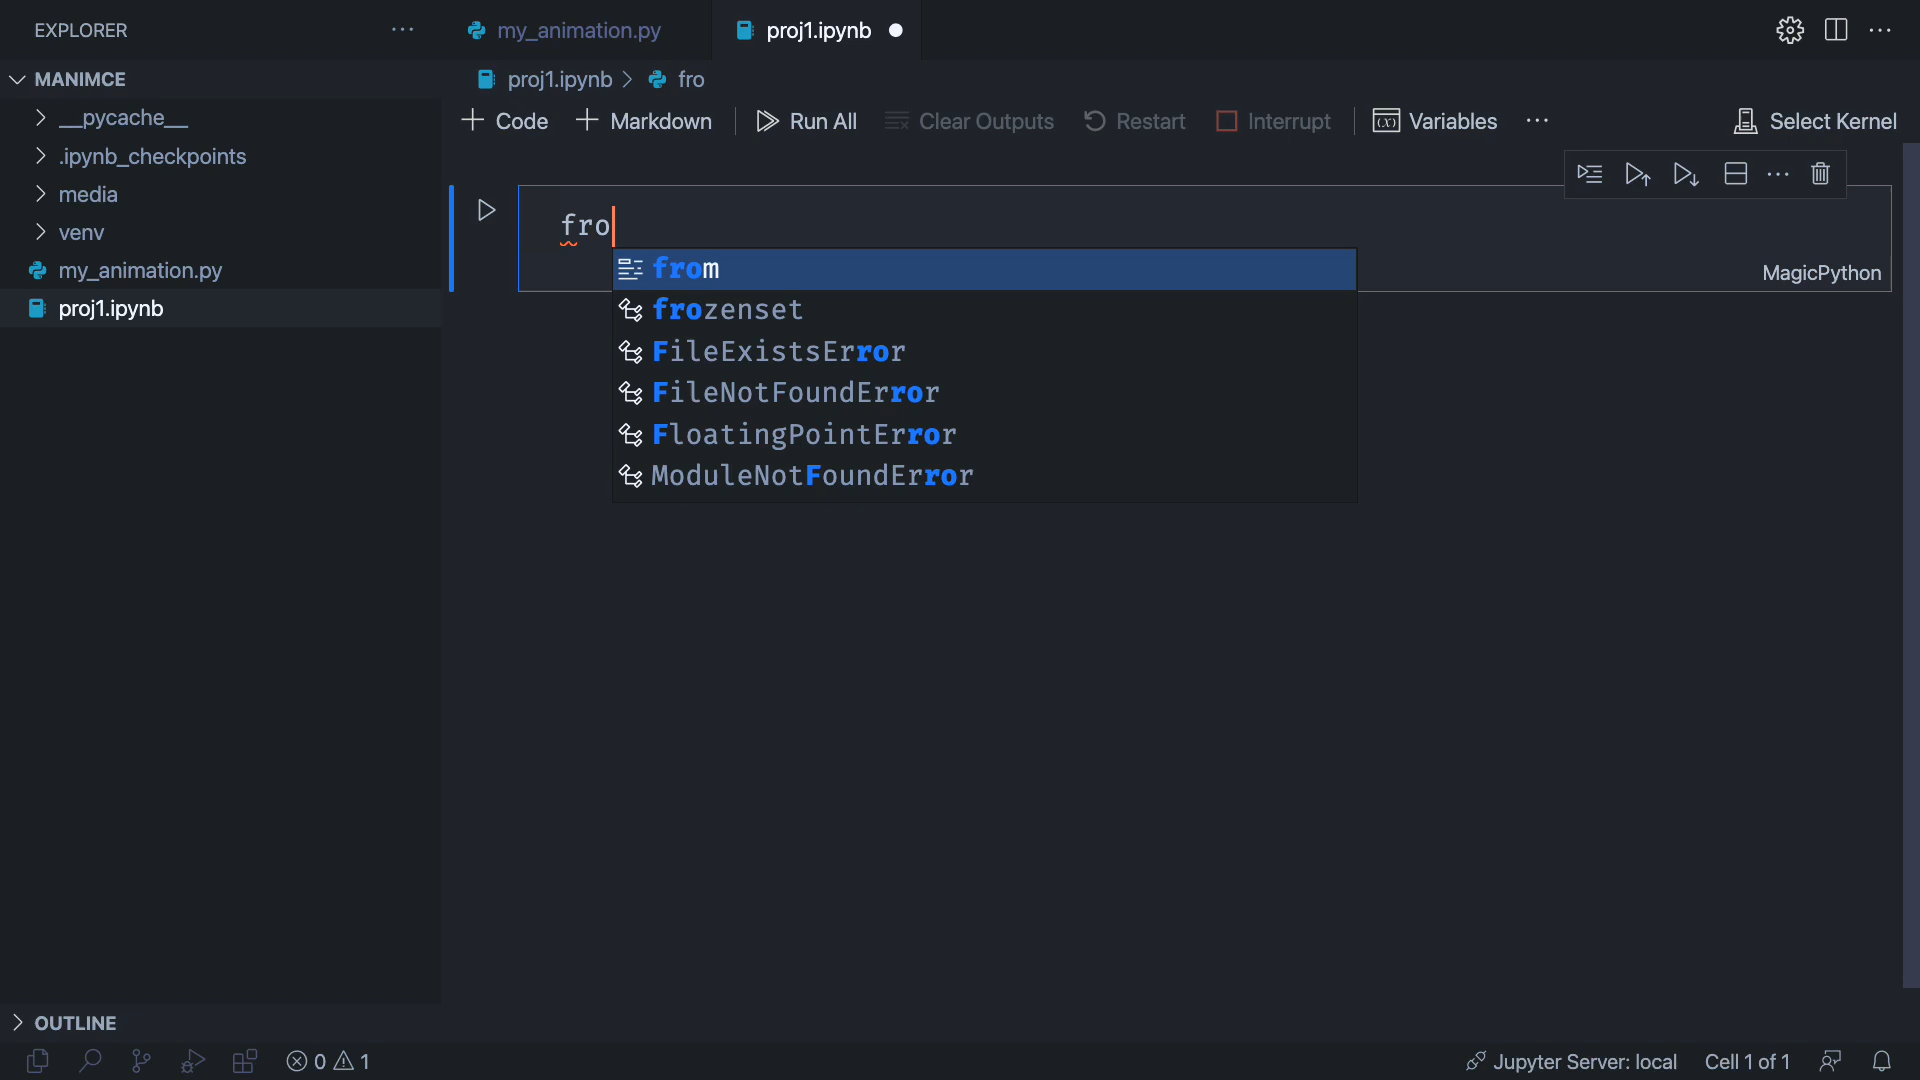 EXPLORER
my_animation.py
proj1.ipynb
MANIMCE
proj1.ipynb
fro
__pycache__
Code
Markdown
Run All
Clear Outputs
Restart
Interrupt
Variables
Select Kernel
.ipynb_checkpoints
media
venv
my_animation.py
proj1.ipynb
fro
MagicPython
from
frozenset
FileExistsError
FileNotFoundError
FloatingPointError
ModuleNotFoundError
OUTLINE
0
1
Jupyter Server: local
Cell 1 of 1